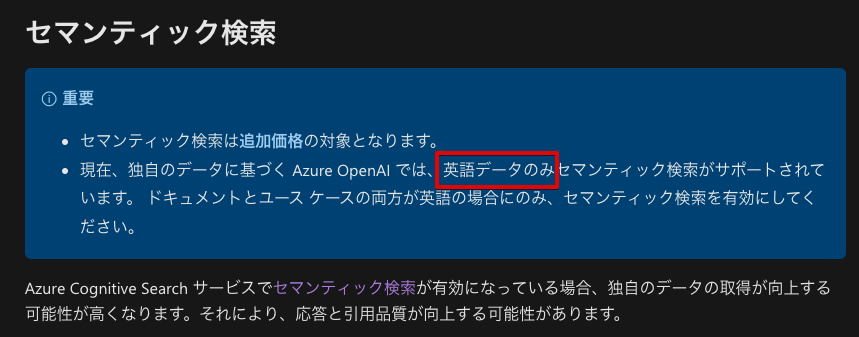 セマンティック検索
重要
セマンティック検索は追加価格の対象となります。
現在、独自のデータに基づく Azure OpenAI では、英語データのみセマンティック検索がサポートされて
います。 ドキュメントとユース ケースの両方が英語の場合にのみ、セマンティック検索を有効にしてく
ださい。
Azure Cognitive Search サービスでセマンティック検索が有効になっている場合、独自のデータの取得が向上する
可能性が高くなります。それにより、応答と引用品質が向上する可能性があります。